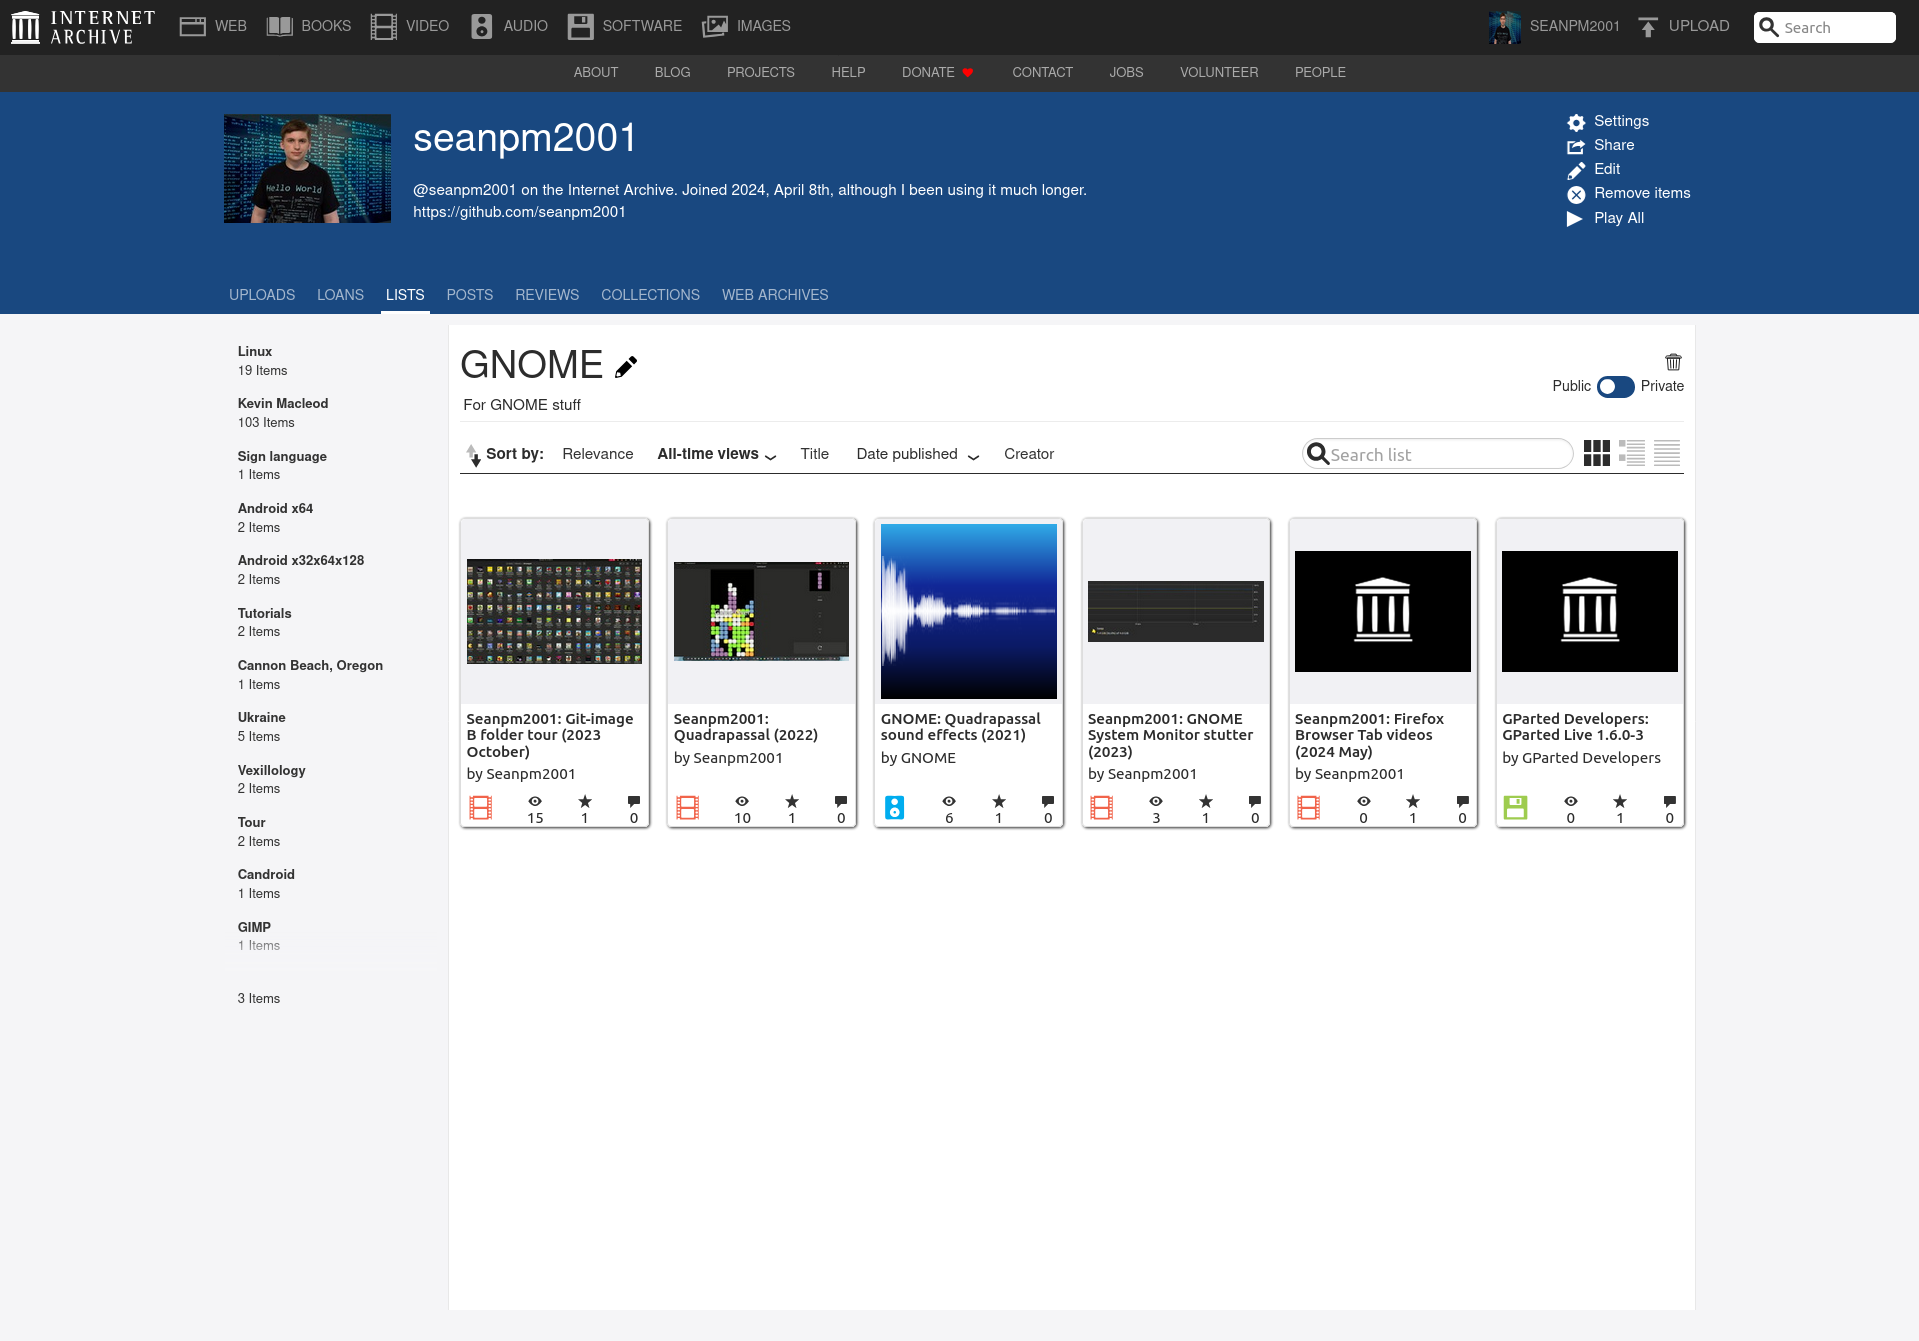 INTERNET ARCHIVE
WEB BOOKS VIDEO AUDIO SOFTWARE IMAGES
SEANPM2001 UPLOAD Search
ABOUT BLOG PROJECTS HELP DONATE CONTACT JOBS VOLUNTEER PEOPLE
Hello World
seanpm2001
@seanpm2001 on the Internet Archive. Joined 2024, April 8th, although I been using it much longer.
https://github.com/seanpm2001
Settings
Share
Edit
Remove items
Play All
UPLOADS LOANS LISTS POSTS REVIEWS COLLECTIONS WEB ARCHIVES
Linux
19 Items
Kevin Macleod
103 Items
Sign language
1 Items
Android x64
2 Items
Android x32x64x128
2 Items
Tutorials
2 Items
Cannon Beach, Oregon
1 Items
Ukraine
5 Items
Vexillology
2 Items
Tour
2 Items
Candroid
1 Items
GIMP
1 Items
3 Items
GNOME
For GNOME stuff
Public Private
Sort by: Relevance All-time views Title Date published Creator
Search list
Seanpm2001: Git-image
B folder tour (2023
October)
by Seanpm2001
15 1 0
Seanpm2001:
Quadrapassal (2022)
by Seanpm2001
10 1 0
GNOME: Quadrapassal
sound effects (2021)
by GNOME
6 1 0
Seanpm2001: GNOME
System Monitor stutter
(2023)
by Seanpm2001
3 1 0
Seanpm2001: Firefox
Browser Tab videos
(2024 May)
by Seanpm2001
0 1 0
GParted Developers:
GParted Live 1.6.0-3
by GParted Developers
0 1 0